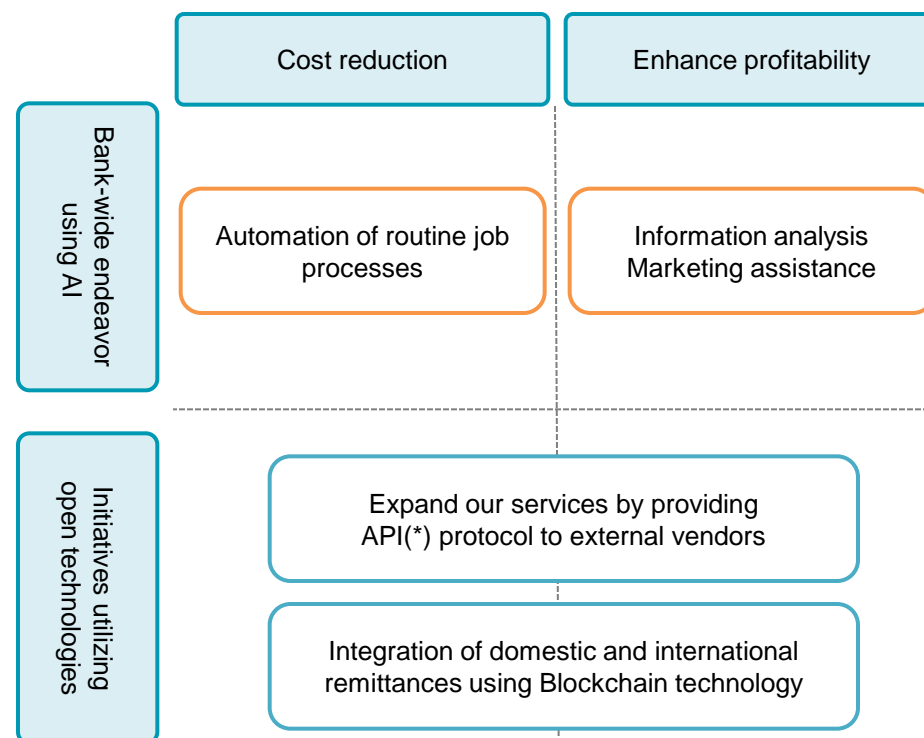 Cost reduction
Enhance profitability
Bank-wide endeavor
using AI
Automation of routine job
processes
Information analysis
Marketing assistance
Initiatives utilizing
open technologies
Expand our services by providing
API(*) protocol to external vendors
Integration of domestic and international
remittances using Blockchain technology